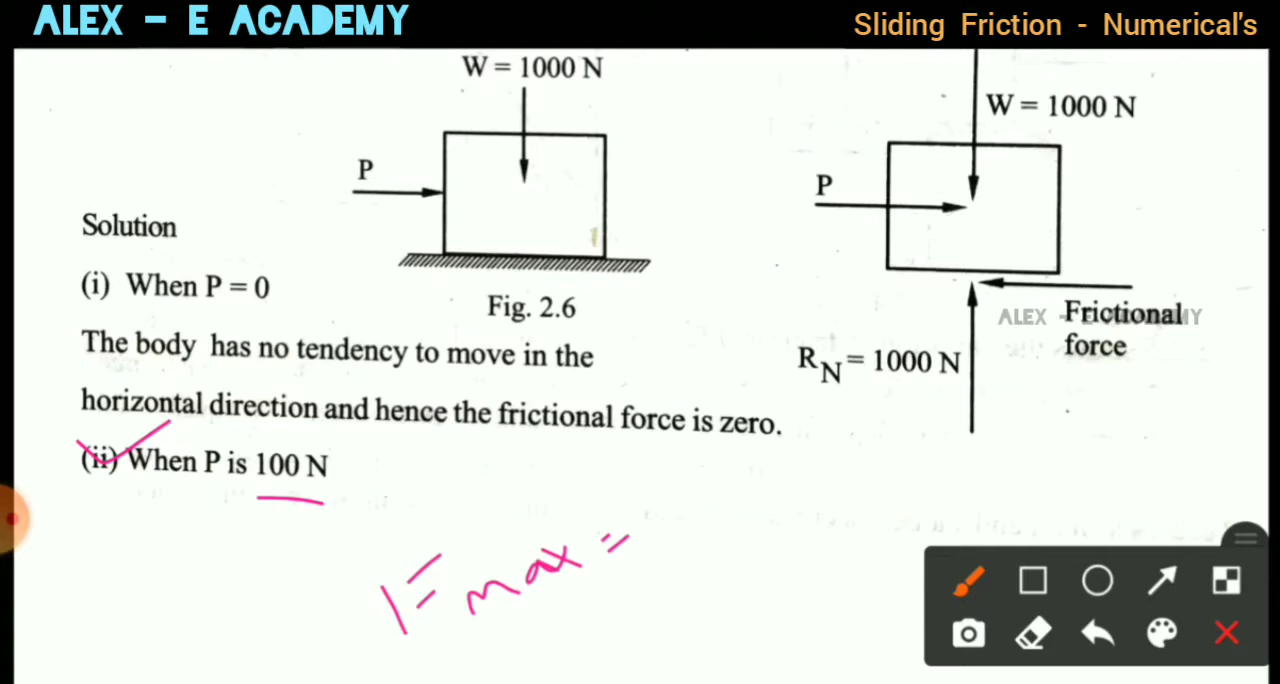 ALEX - E ACADEMY
Sliding Friction - Numerical's
W = 1000 N
W = 1000 N
P
P
Solution
(i) When P = 0
Fig. 2.6
ALEX - E ACADEMY
Frictional
force
The body has no tendency to move in the
R_N = 1000 N
horizontal direction and hence the frictional force is zero.
(ii) When P is 100 N
F max =